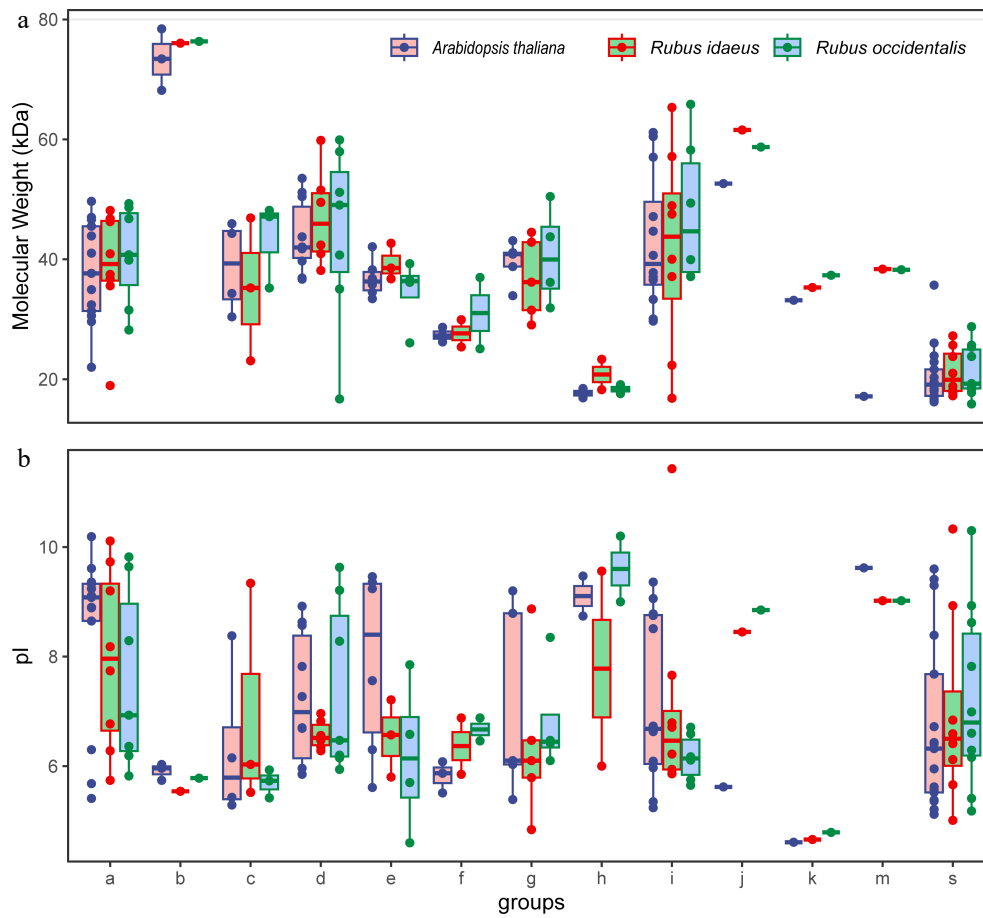 a
80
60
40
20
Molecular Weight (kDa)
Arabidopsis thaliana Rubus idaeus Rubus occidentalis
b
10
8
6
pI
a b c d e f g h i j k m s
groups